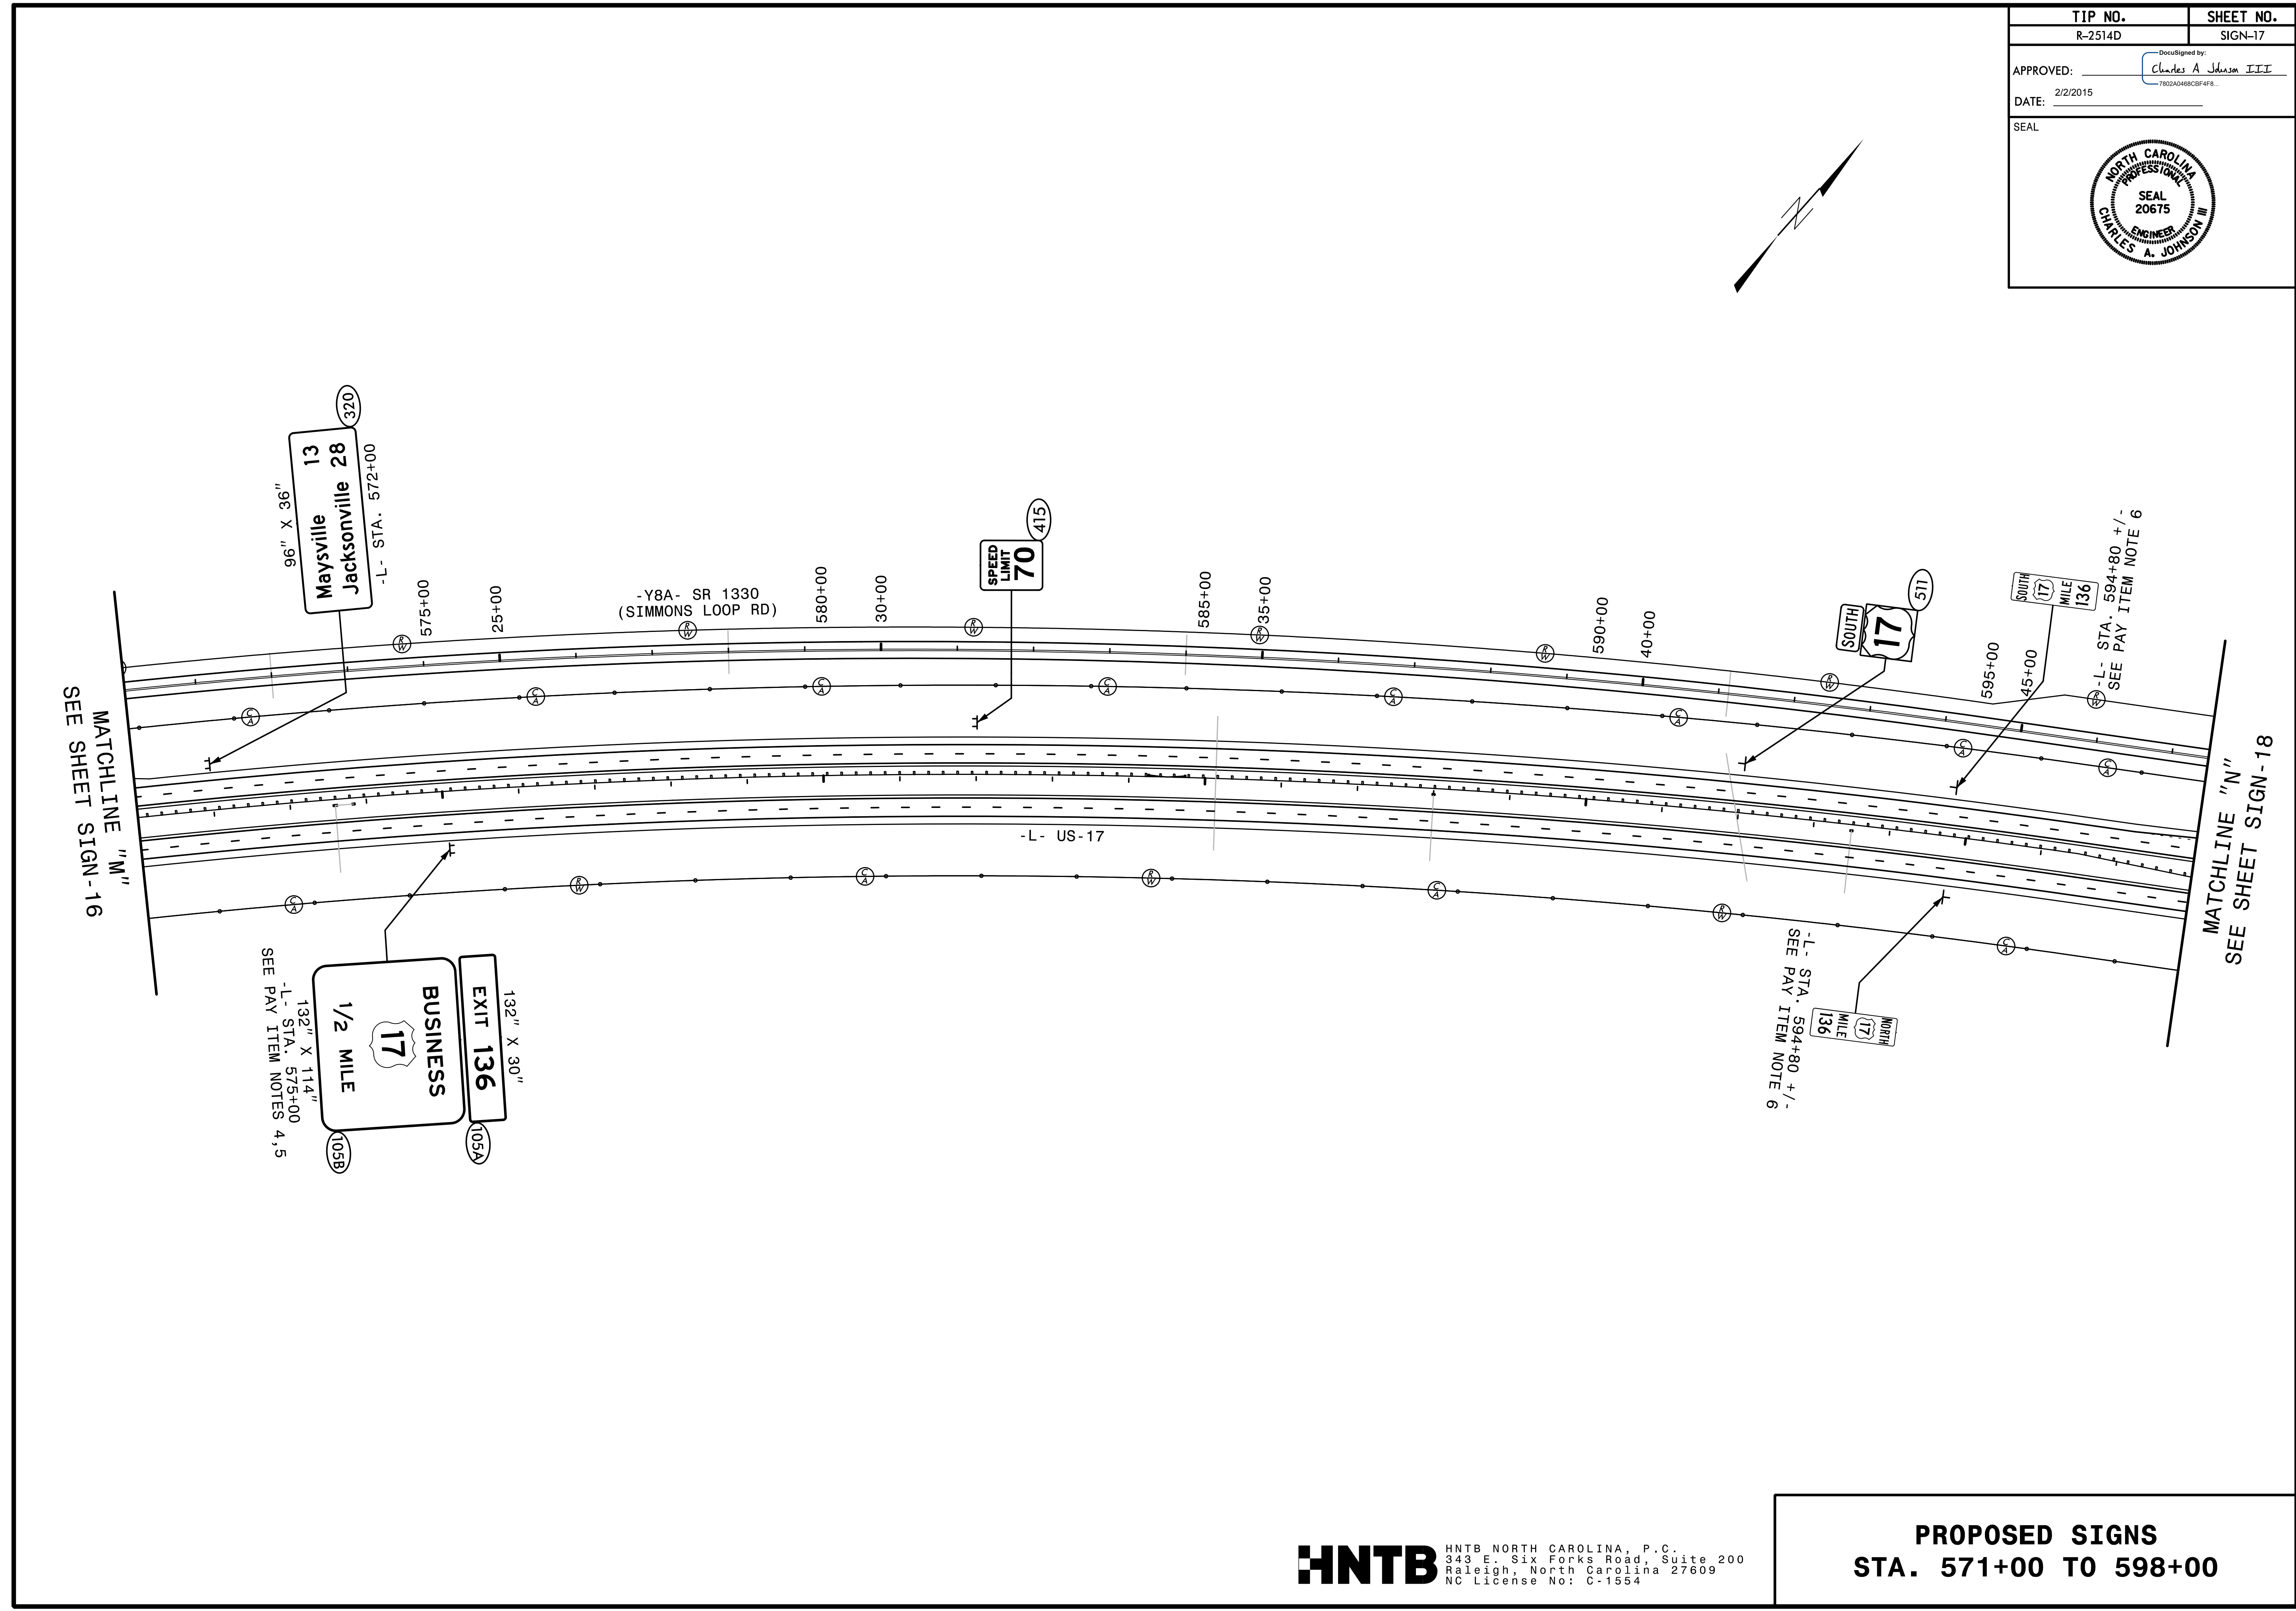 TIP NO.
SHEET NO.
R-2514D
SIGN-17
APPROVED:
DocuSigned by:
Charles A Johnson III
7802A0468CBF4F8...
DATE: 2/2/2015
SEAL
NORTH CAROLINA
PROFESSIONAL
SEAL
20675
ENGINEER
CHARLES A. JOHNSON III
320
96" X 36"
Maysville 13
Jacksonville 28
-L- STA. 572+00
575+00
25+00
-Y8A- SR 1330
(SIMMONS LOOP RD)
580+00
30+00
415
SPEED
LIMIT
70
585+00
35+00
590+00
40+00
511
SOUTH
17
595+00
45+00
SOUTH
17
MILE
136
-L- STA. 594+80 +/-
SEE PAY ITEM NOTE 6
R/W
R/W
R/W
R/W
R/W
R/W
R/W
C/A
C/A
C/A
C/A
C/A
C/A
C/A
C/A
MATCHLINE "M"
SEE SHEET SIGN-16
-L- US-17
MATCHLINE "N"
SEE SHEET SIGN-18
C/A
R/W
C/A
R/W
C/A
R/W
C/A
132" X 30"
EXIT 136
105A
BUSINESS
17
1/2 MILE
105B
132" X 114"
-L- STA. 575+00
SEE PAY ITEM NOTES 4,5
NORTH
17
MILE
136
-L- STA. 594+80 +/-
SEE PAY ITEM NOTE 6
HNTB
HNTB NORTH CAROLINA, P.C.
343 E. Six Forks Road, Suite 200
Raleigh, North Carolina 27609
NC License No: C-1554
PROPOSED SIGNS
STA. 571+00 TO 598+00